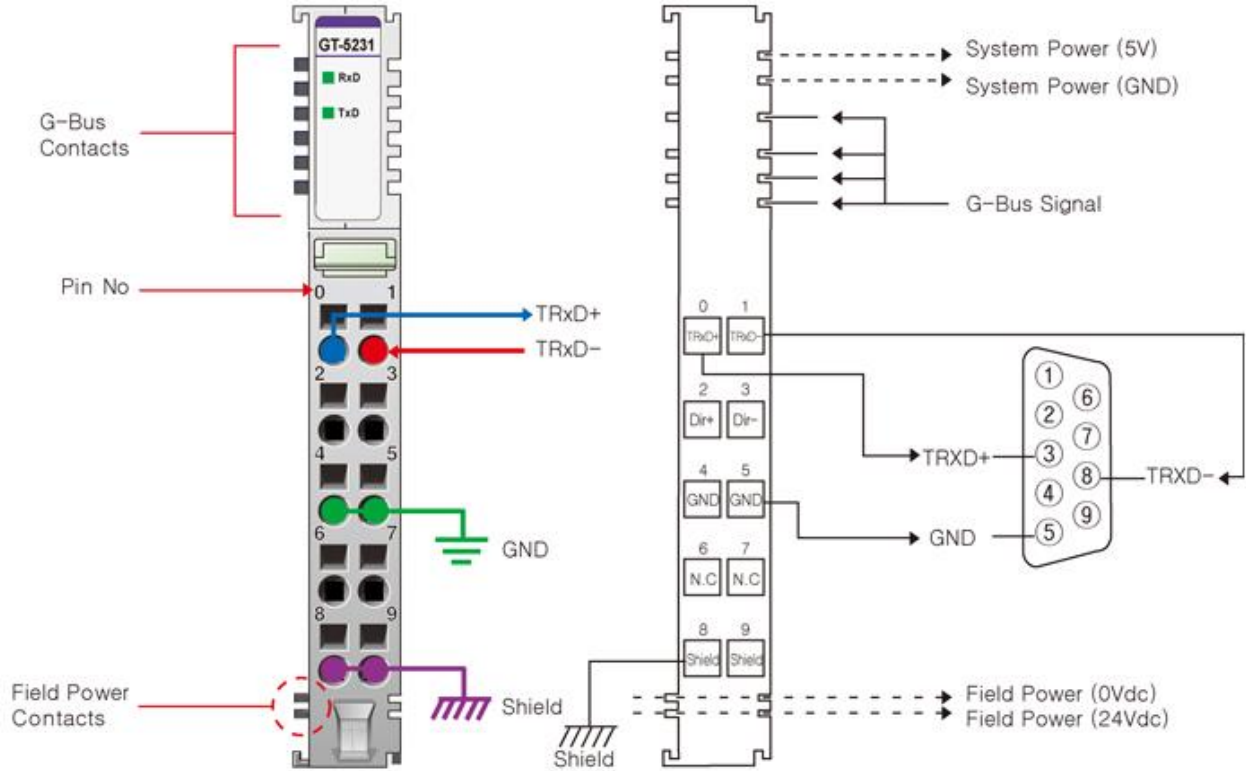 GT-5231
RxD
TxD
G-Bus
Contacts
Pin No
0 1
TRxD+
TRxD-
2 3
4 5
GND
6 7
8 9
Shield
Field Power
Contacts
System Power (5V)
System Power (GND)
G-Bus Signal
0 1
TRxD+ TRxD-
2 3
Dir+ Dir-
4 5
GND GND
6 7
N.C N.C
8 9
Shield Shield
Shield
1
6
2
7
TRXD+ 3
8 TRXD-
4
9
GND 5
Field Power (0Vdc)
Field Power (24Vdc)